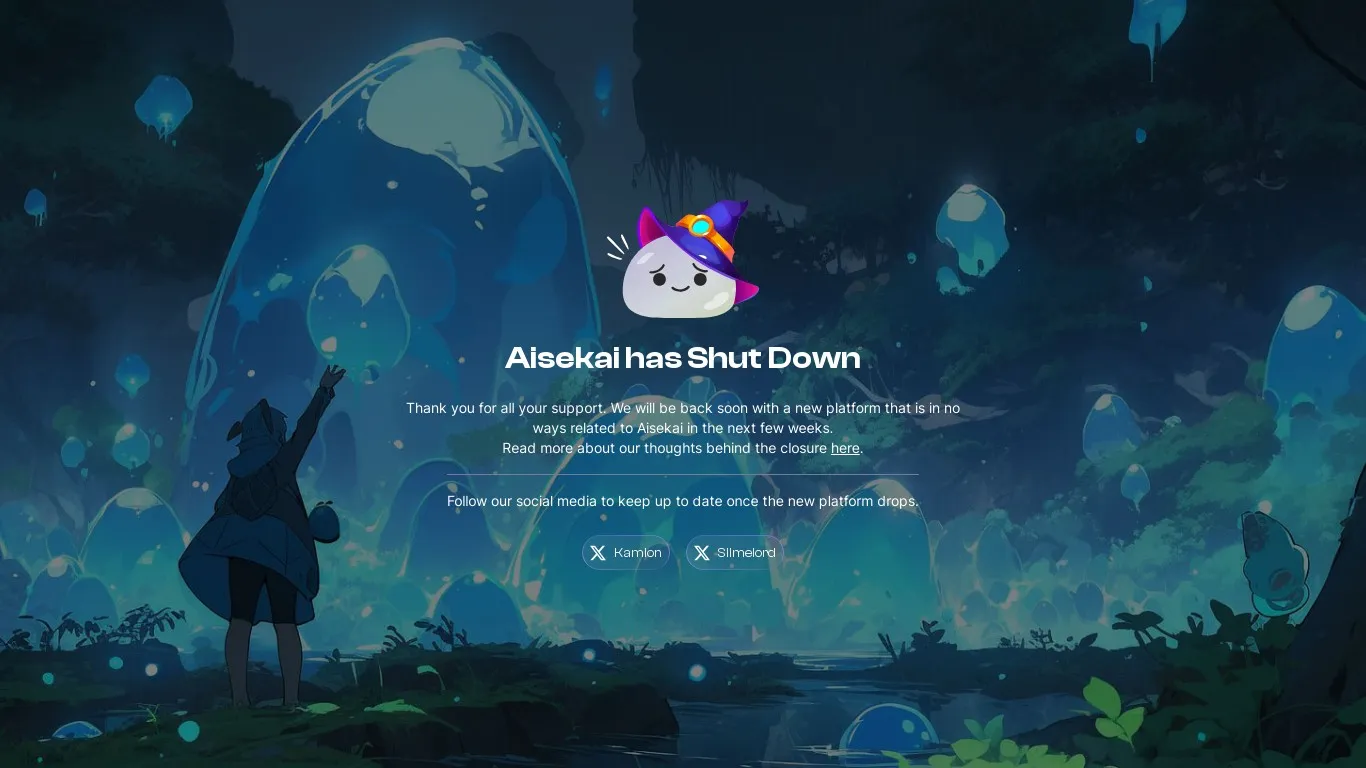 Aisekai has Shut Down
Thank you for all your support. We will be back soon with a new platform that is in no
ways related to Aisekai in the next few weeks.
Read more about our thoughts behind the closure here.
Follow our social media to keep up to date once the new platform drops.
Kamion
Slimelord